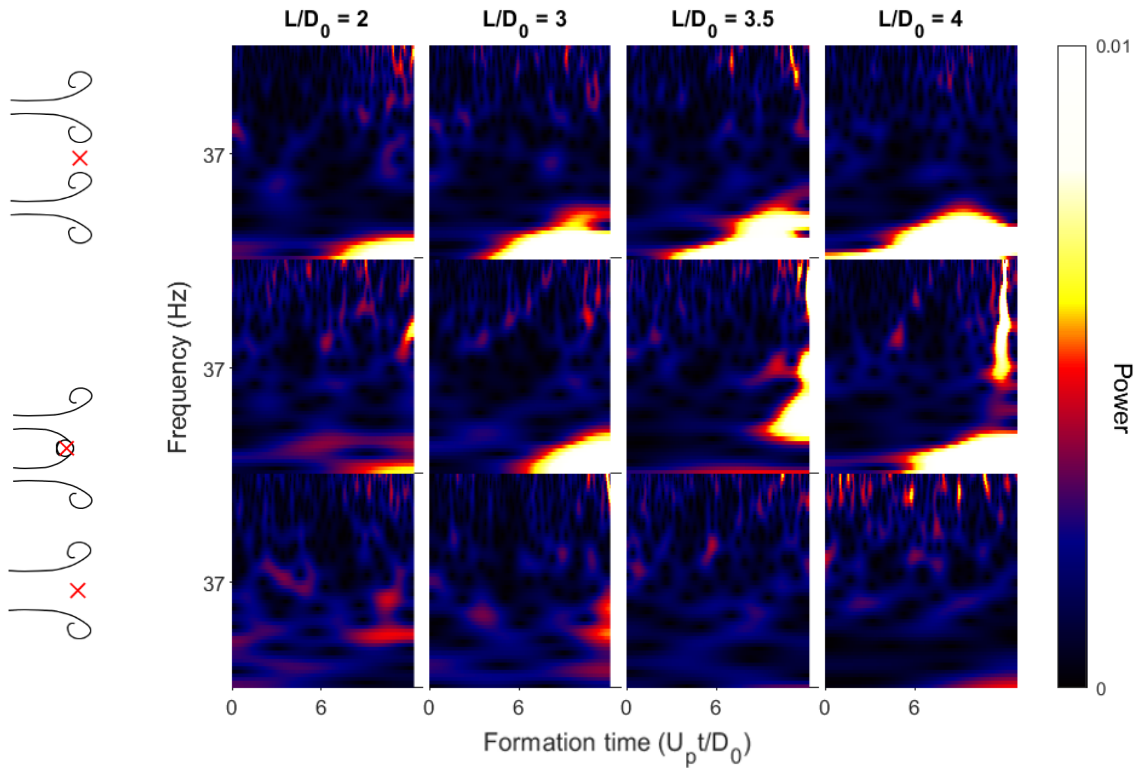 L/D0 = 2 L/D0 = 3 L/D0 = 3.5 L/D0 = 4
0.01
37
37
37
Frequency (Hz)
Power
0
0 6 0 6 0 6 0 6
Formation time (Upt/D0)